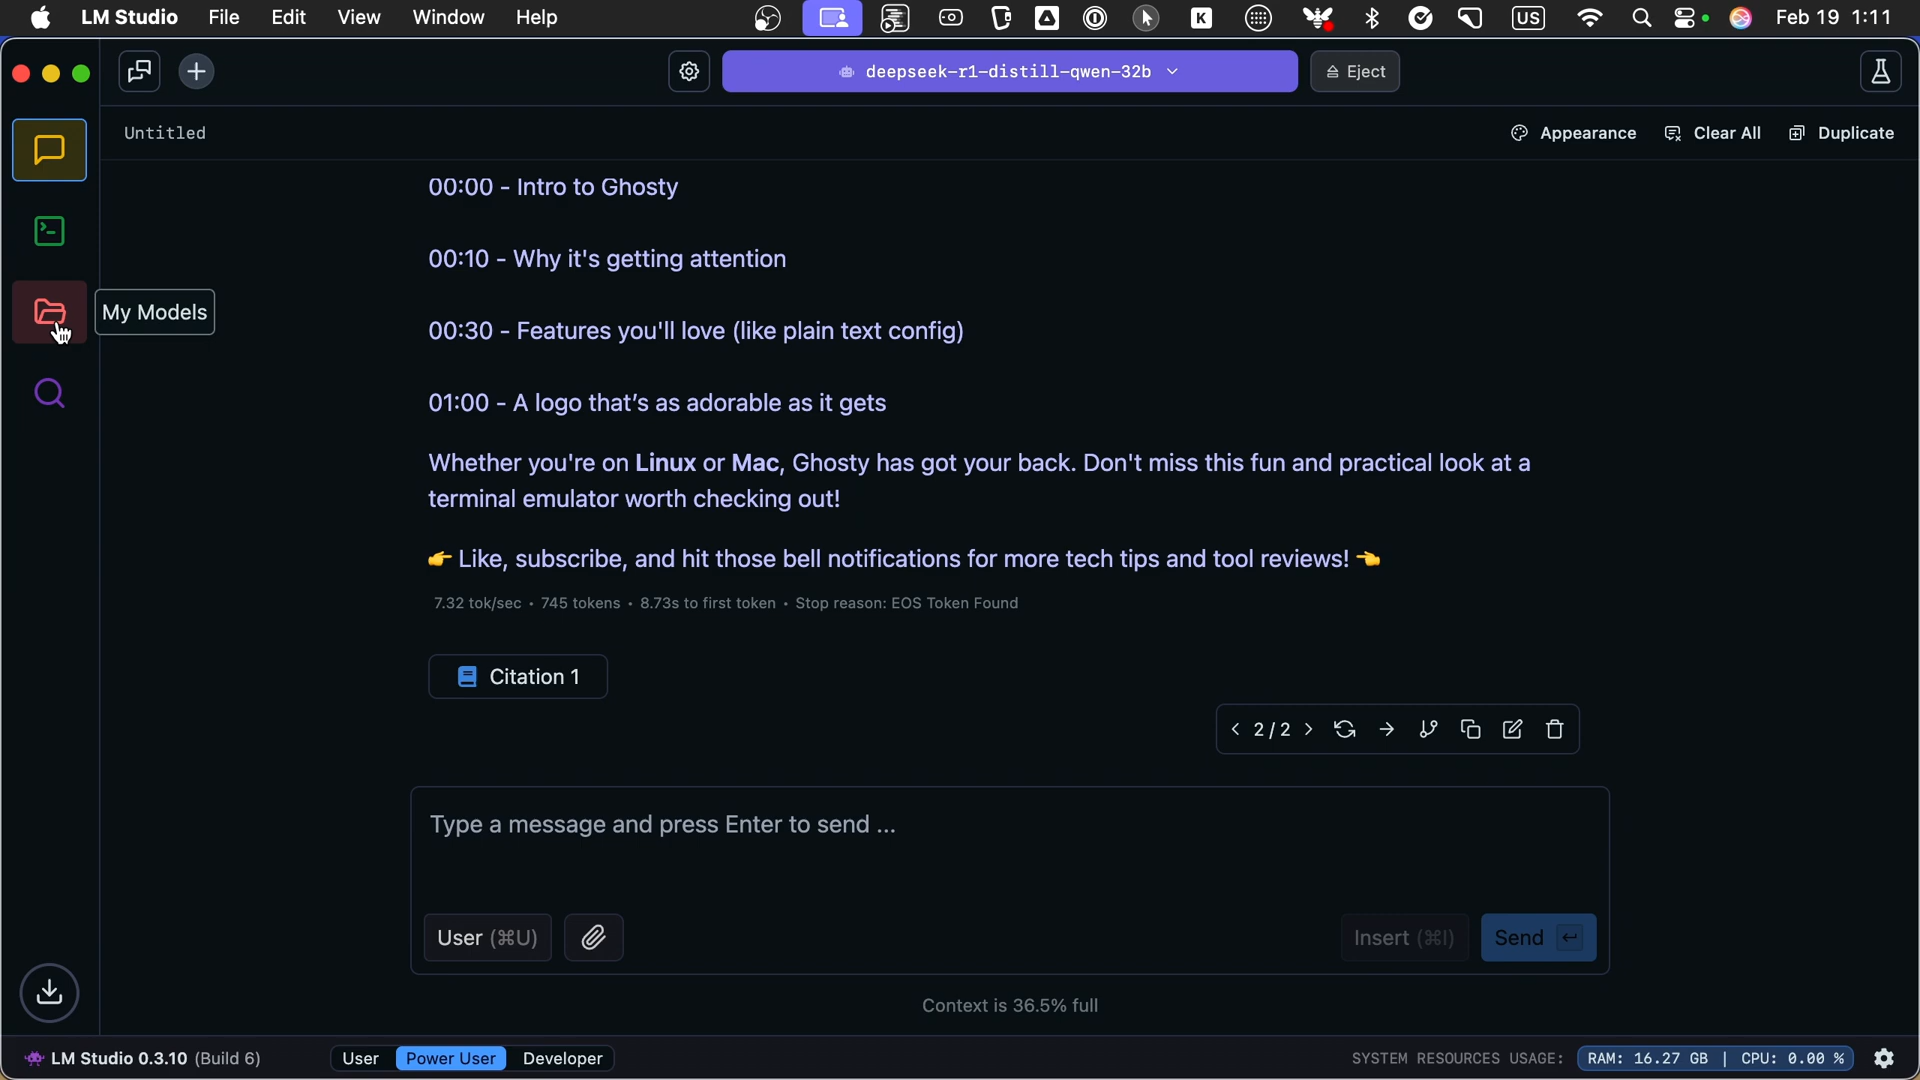 LM Studio File Edit View Window Help K US Feb 19 1:11
deepseek-r1-distill-qwen-32b Eject
Untitled Appearance Clear All Duplicate
00:00 - Intro to Ghosty
00:10 - Why it's getting attention
My Models
00:30 - Features you'll love (like plain text config)
01:00 - A logo that’s as adorable as it gets
Whether you're on Linux or Mac, Ghosty has got your back. Don't miss this fun and practical look at a
terminal emulator worth checking out!
👉 Like, subscribe, and hit those bell notifications for more tech tips and tool reviews! 👈
7.32 tok/sec • 745 tokens • 8.73s to first token • Stop reason: EOS Token Found
Citation 1
2 / 2
Type a message and press Enter to send ...
User (⌘U) Insert (⌘I) Send ↵
Context is 36.5% full
LM Studio 0.3.10 (Build 6) User Power User Developer SYSTEM RESOURCES USAGE: RAM: 16.27 GB | CPU: 0.00 %